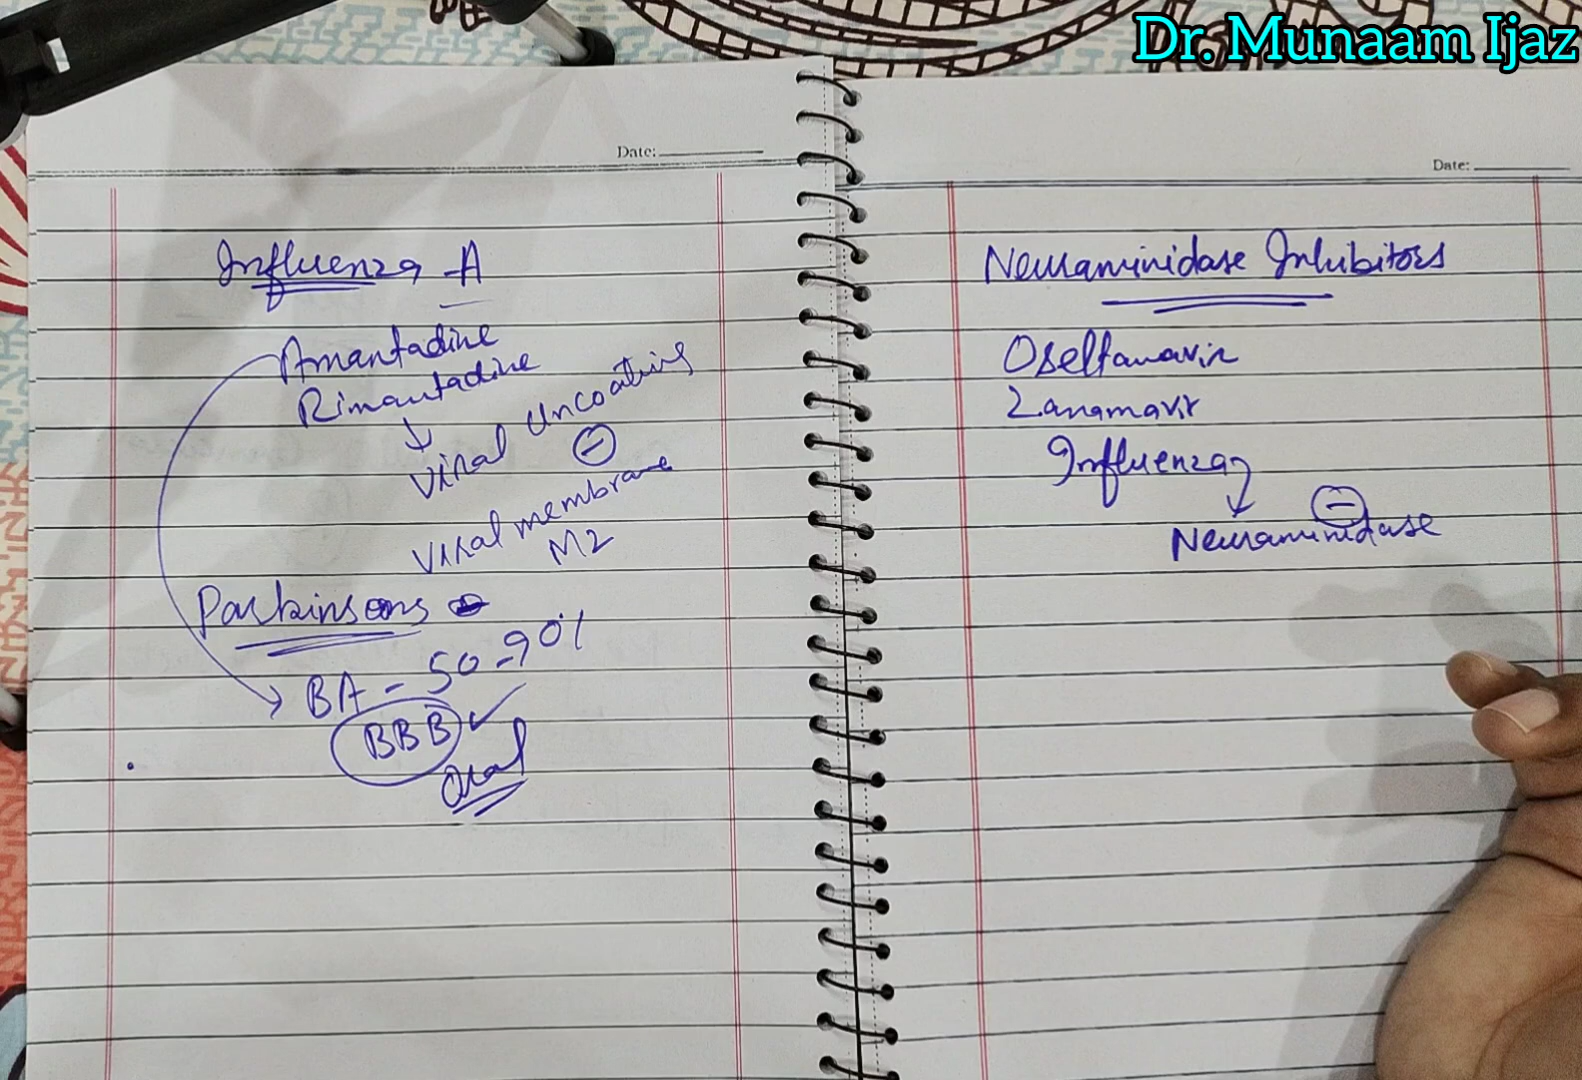 Dr. Munaam Ijaz
Date:
Influenza -A
Amantadine
Rimantadine
↓
Viral Uncoating
-
Viral membrane
M2
Parkinsons
→ BA - 50-90%
BBB ✓
Oral
Date:
Neuraminidase Inhibitors
Oseltamavir
Zanamavir
Influenza
↓ -
Neuraminidase